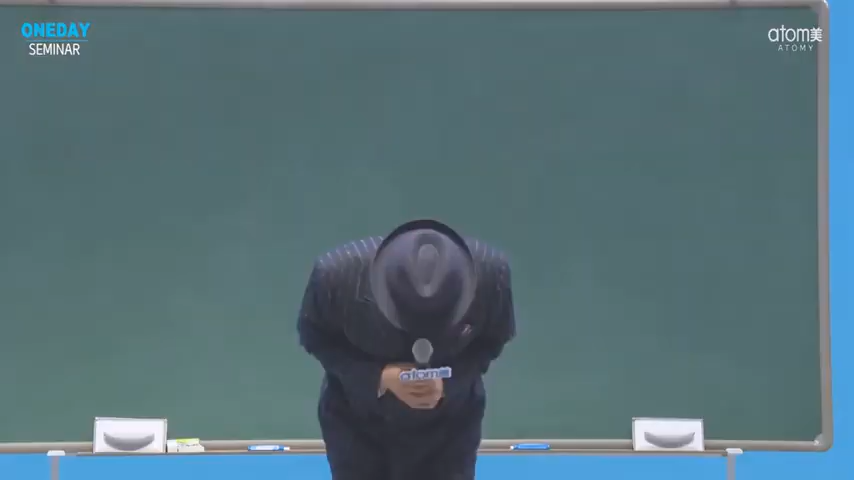 ONEDAY
SEMINAR
atom美
ATOMY
atom美